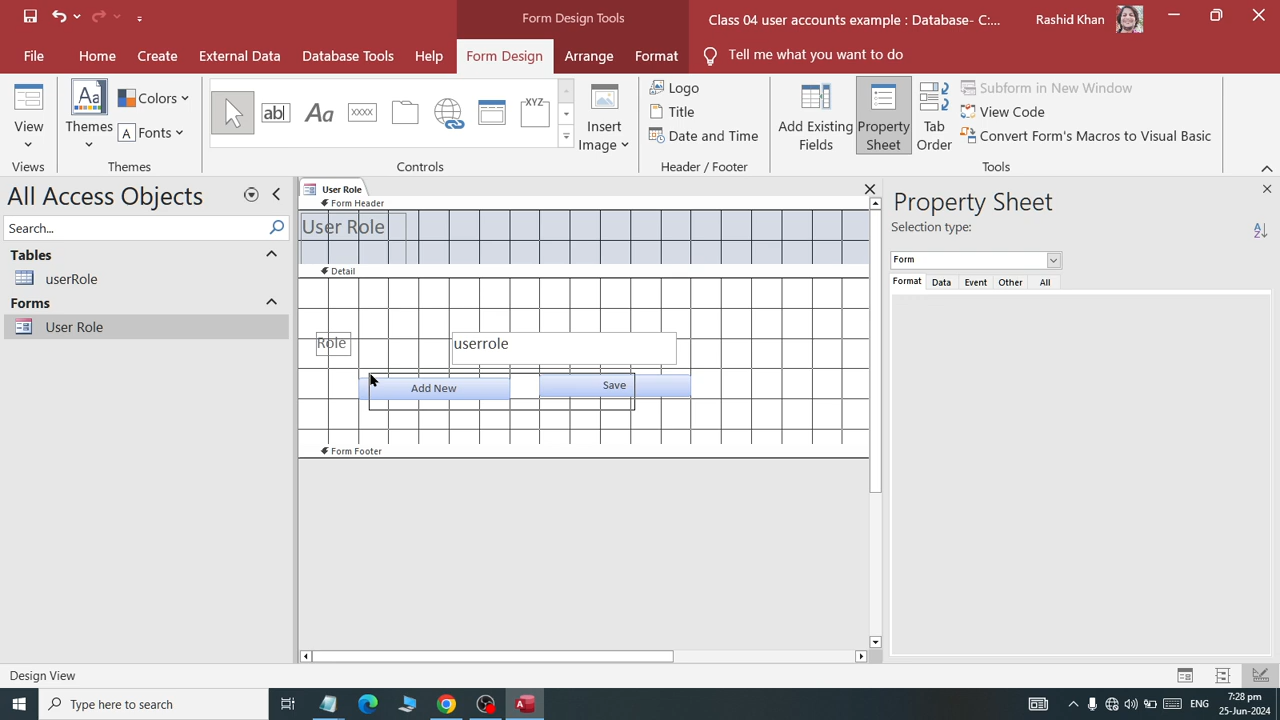 Form Design Tools
Class 04 user accounts example : Database- C:...
Rashid Khan
File
Home
Create
External Data
Database Tools
Help
Form Design
Arrange
Format
Tell me what you want to do
View
Views
Themes
Colors
Fonts
Themes
ab|
Aa
XXXX
XYZ
Controls
Insert
Image
Logo
Title
Date and Time
Header / Footer
Add Existing
Fields
Property
Sheet
Tab
Order
Subform in New Window
View Code
Convert Form's Macros to Visual Basic
Tools
All Access Objects
Search...
Tables
userRole
Forms
User Role
User Role
Form Header
User Role
Detail
Role
userrole
Add New
Save
Form Footer
Property Sheet
Selection type:
Form
Format
Data
Event
Other
All
Design View
Type here to search
ENG
7:28 pm
25-Jun-2024